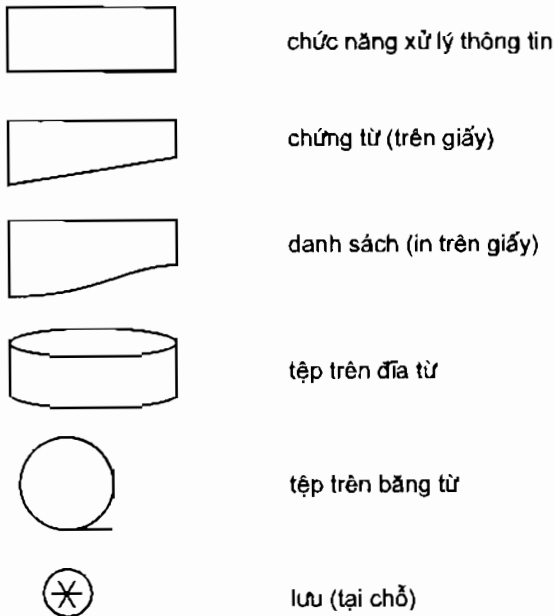 chức năng xử lý thông tin
chứng từ (trên giấy)
danh sách (in trên giấy)
tệp trên đĩa từ
tệp trên băng từ
lưu (tại chỗ)